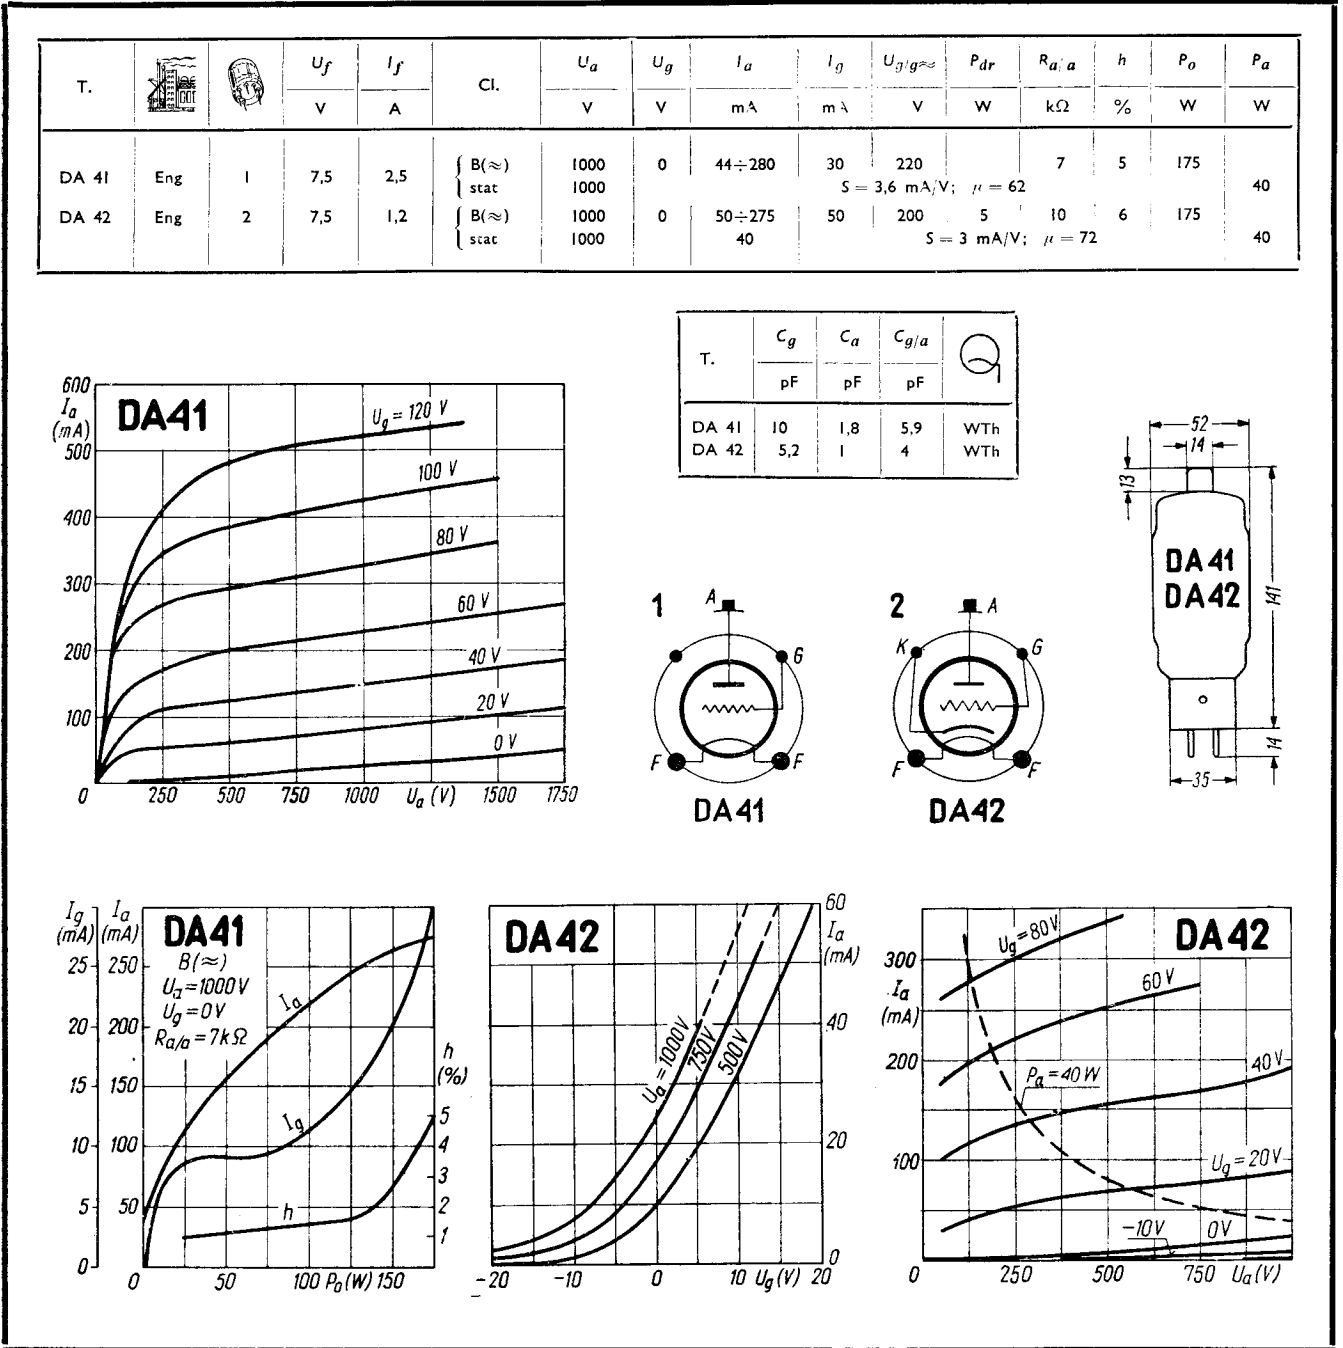 T. Uf If Cl. Ua Ug Ia Ig Ug/g≈ Pdr Ra/a h Po Pa
V A V V mA mA V W kΩ % W W
DA 41 Eng 1 7,5 2,5 B(≈) 1000 0 44÷280 30 220 7 5 175
stat 1000 S = 3,6 mA/V; μ = 62 40
DA 42 Eng 2 7,5 1,2 B(≈) 1000 0 50÷275 50 200 5 10 6 175
stat 1000 40 S = 3 mA/V; μ = 72 40
T. Cg Ca Cg/a
pF pF pF
DA 41 10 1,8 5,9 WTh
DA 42 5,2 1 4 WTh
DA41
600
Ia
(mA)
500
400
300
200
100
0 250 500 750 1000 Ua (V) 1500 1750
Ug = 120 V
100 V
80 V
60 V
40 V
20 V
0 V
1
A
G
F F
DA41
2
A
K G
F F
DA42
52
14
13
DA41
DA42
141
14
35
Ig
(mA)
25
20
15
10
5
0
Ia
(mA)
250
200
150
100
50
DA41
B(≈)
Ua=1000V
Ug=0V
Ra/a=7kΩ
Ia
Ig
h
h
(%)
5
4
3
2
1
0 50 100 Po(W) 150
DA42
Ua=1000V
750V
500V
60
Ia
(mA)
40
20
0
-20 -10 0 10 Ug(V) 20
DA42
300
Ia
(mA)
200
100
Ug=80V
60V
Pa=40W
40V
Ug=20V
-10V 0V
0 250 500 750 Ua(V)